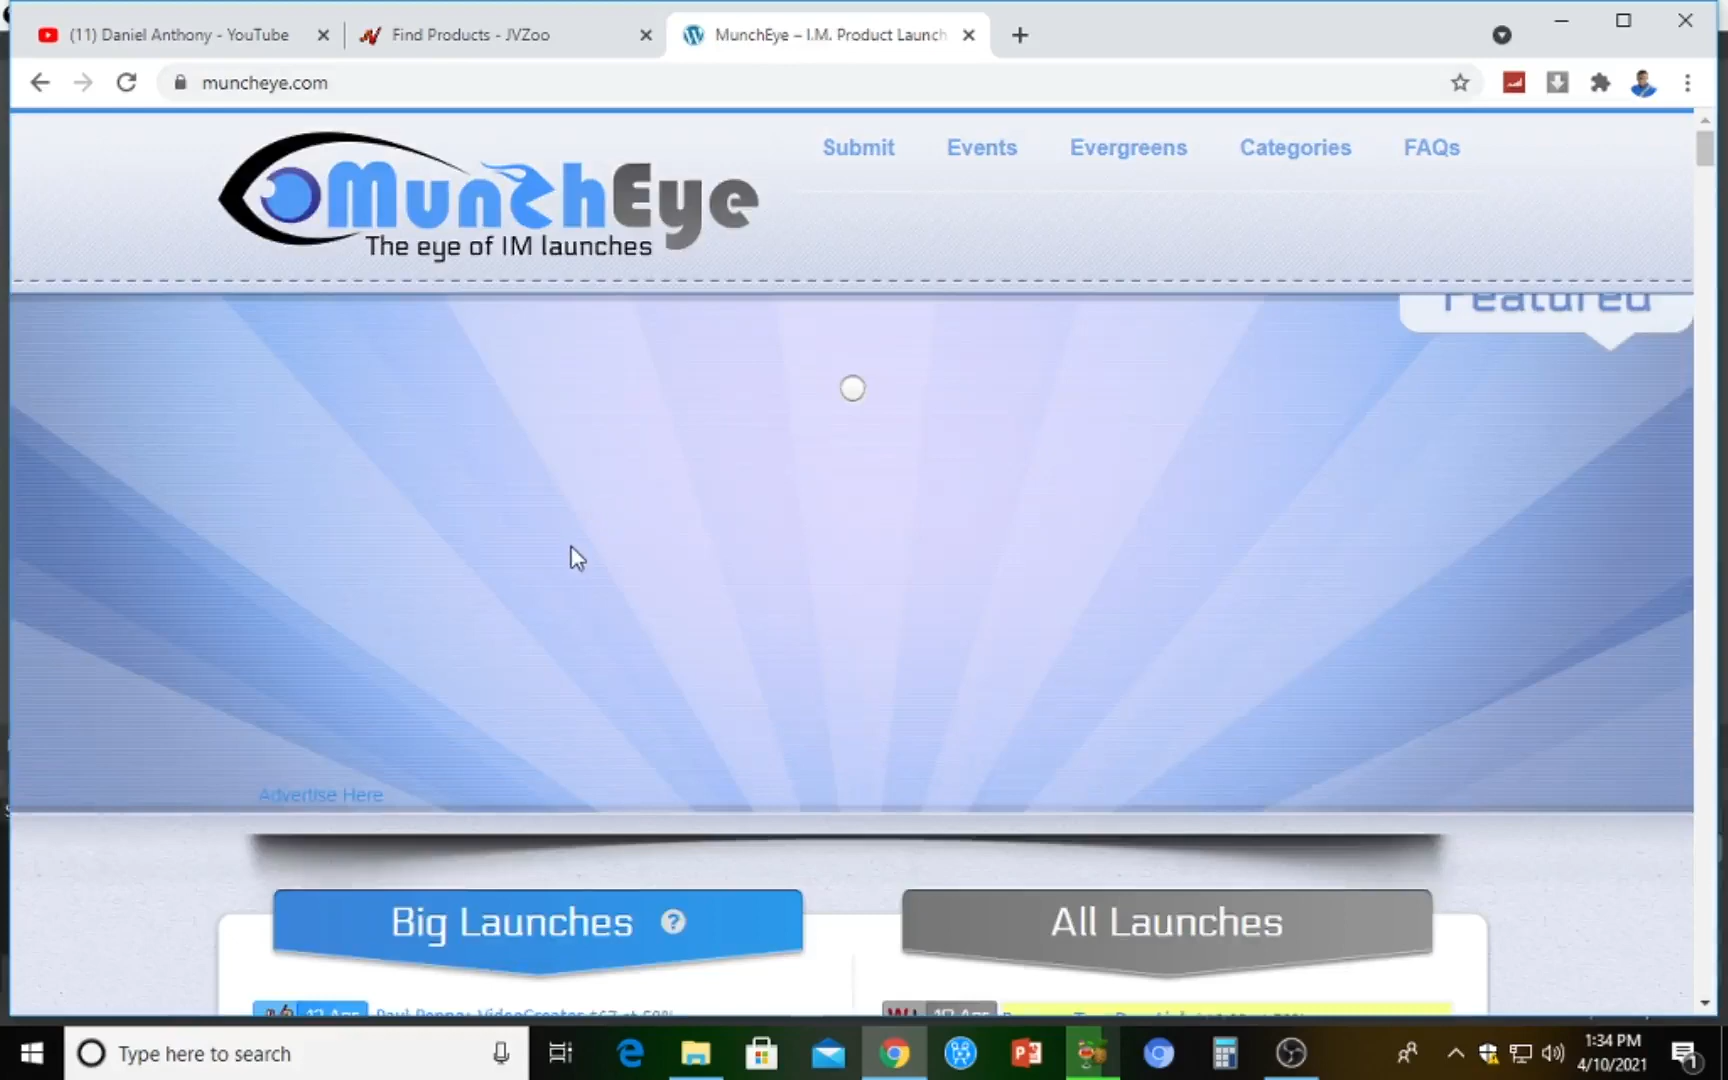 (11) Daniel Anthony - YouTube
Find Products - JVZoo
MunchEye – I.M. Product Launch
muncheye.com
MunchEye
The eye of IM launches
Submit
Events
Evergreens
Categories
FAQs
Featured
Advertise Here
Big Launches ?
All Launches
Type here to search
1:34 PM
4/10/2021
1